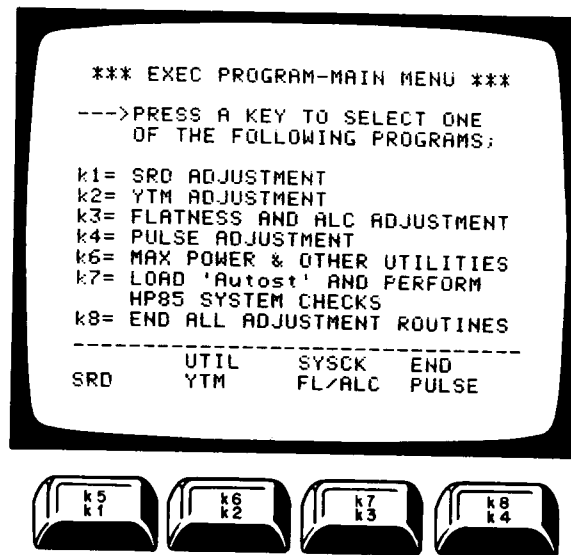 *** EXEC PROGRAM-MAIN MENU ***
--->PRESS A KEY TO SELECT ONE
OF THE FOLLOWING PROGRAMS;
k1= SRD ADJUSTMENT
k2= YTM ADJUSTMENT
k3= FLATNESS AND ALC ADJUSTMENT
k4= PULSE ADJUSTMENT
k6= MAX POWER & OTHER UTILITIES
k7= LOAD 'Autost' AND PERFORM
HP85 SYSTEM CHECKS
k8= END ALL ADJUSTMENT ROUTINES
--------------------------------
UTIL SYSCK END
SRD YTM FL/ALC PULSE
k5 k6 k7 k8
k1 k2 k3 k4